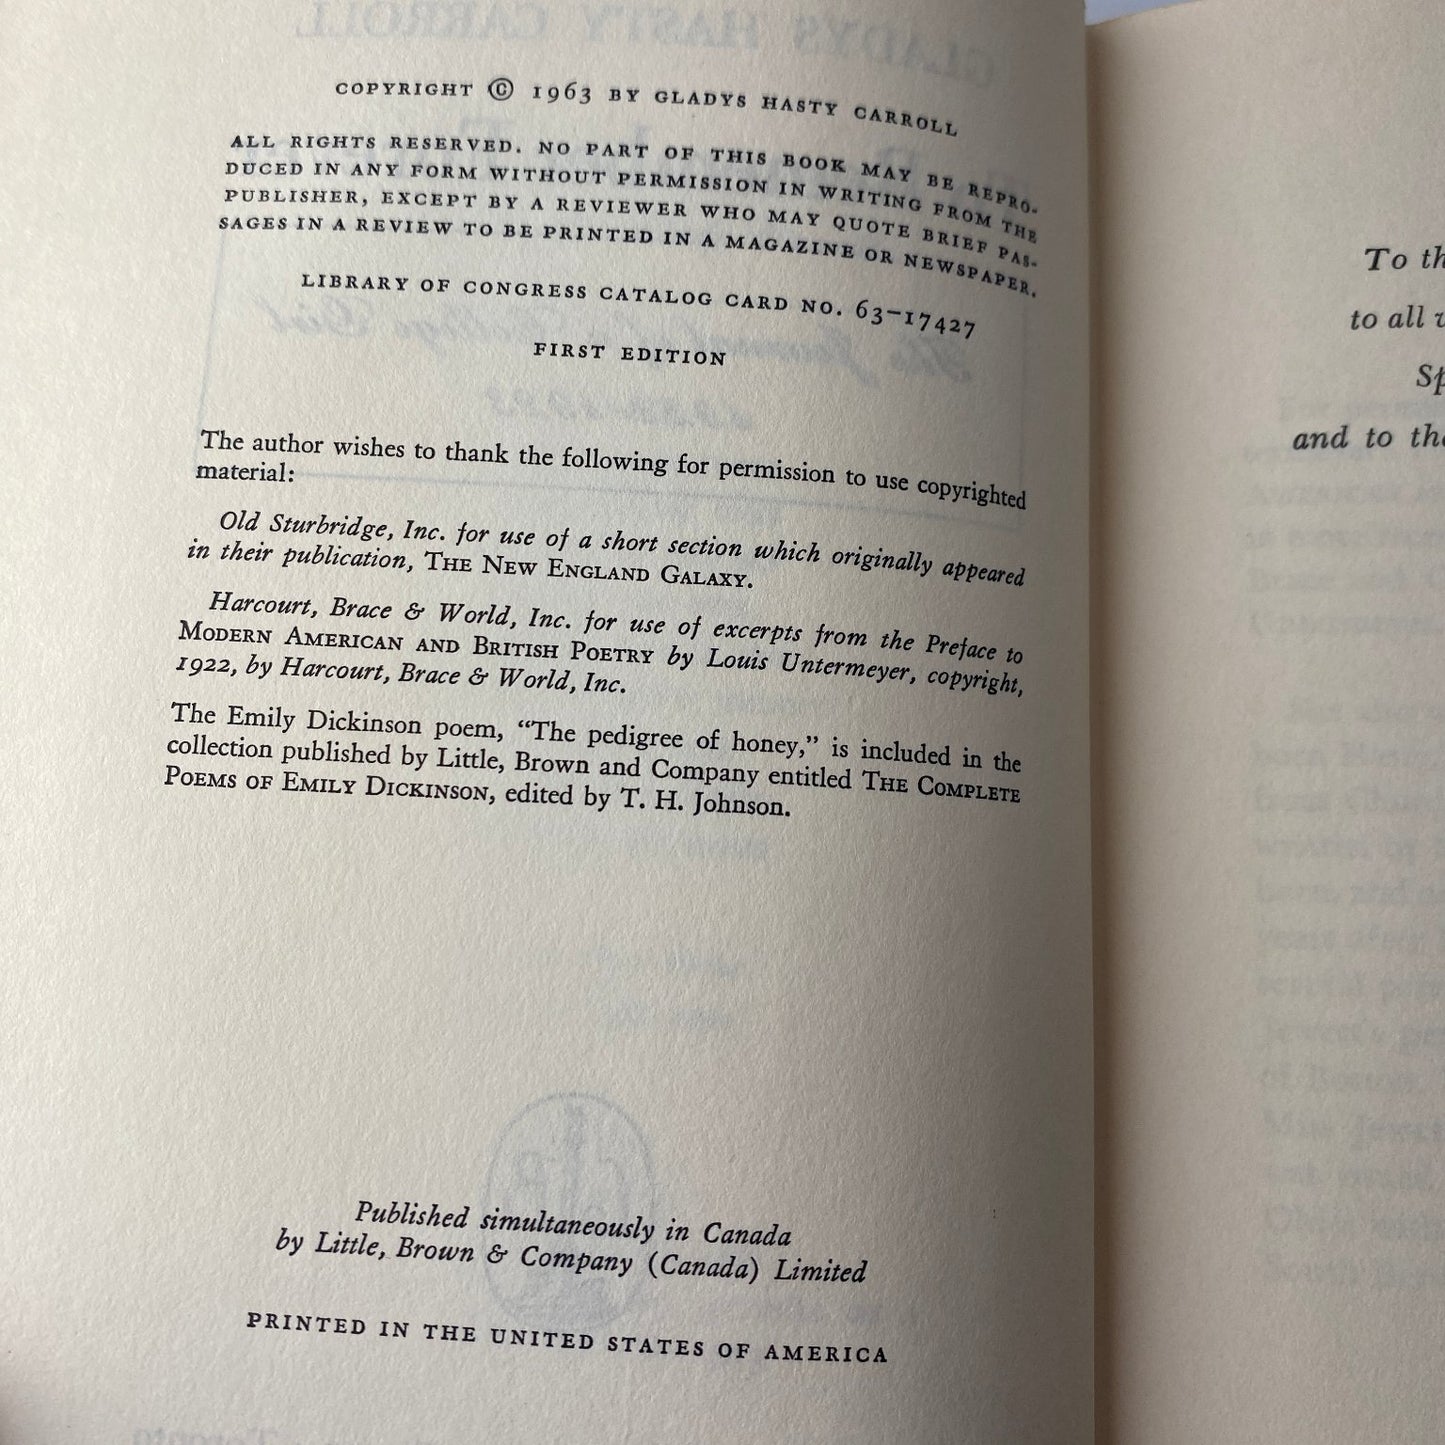 COPYRIGHT © 1963 BY GLADYS HASTY CARROLL
ALL RIGHTS RESERVED. NO PART OF THIS BOOK MAY BE REPRO-
DUCED IN ANY FORM WITHOUT PERMISSION IN WRITING FROM THE
PUBLISHER, EXCEPT BY A REVIEWER WHO MAY QUOTE BRIEF PAS-
SAGES IN A REVIEW TO BE PRINTED IN A MAGAZINE OR NEWSPAPER.
LIBRARY OF CONGRESS CATALOG CARD NO. 63-17427
FIRST EDITION
The author wishes to thank the following for permission to use copyrighted
material:
Old Sturbridge, Inc. for use of a short section which originally appeared
in their publication, THE NEW ENGLAND GALAXY.
Harcourt, Brace & World, Inc. for use of excerpts from the Preface to
MODERN AMERICAN AND BRITISH POETRY by Louis Untermeyer, copyright,
1922, by Harcourt, Brace & World, Inc.
The Emily Dickinson poem, "The pedigree of honey," is included in the
collection published by Little, Brown and Company entitled THE COMPLETE
POEMS OF EMILY DICKINSON, edited by T. H. Johnson.
Published simultaneously in Canada
by Little, Brown & Company (Canada) Limited
PRINTED IN THE UNITED STATES OF AMERICA
To th
to all
Sp
and to th